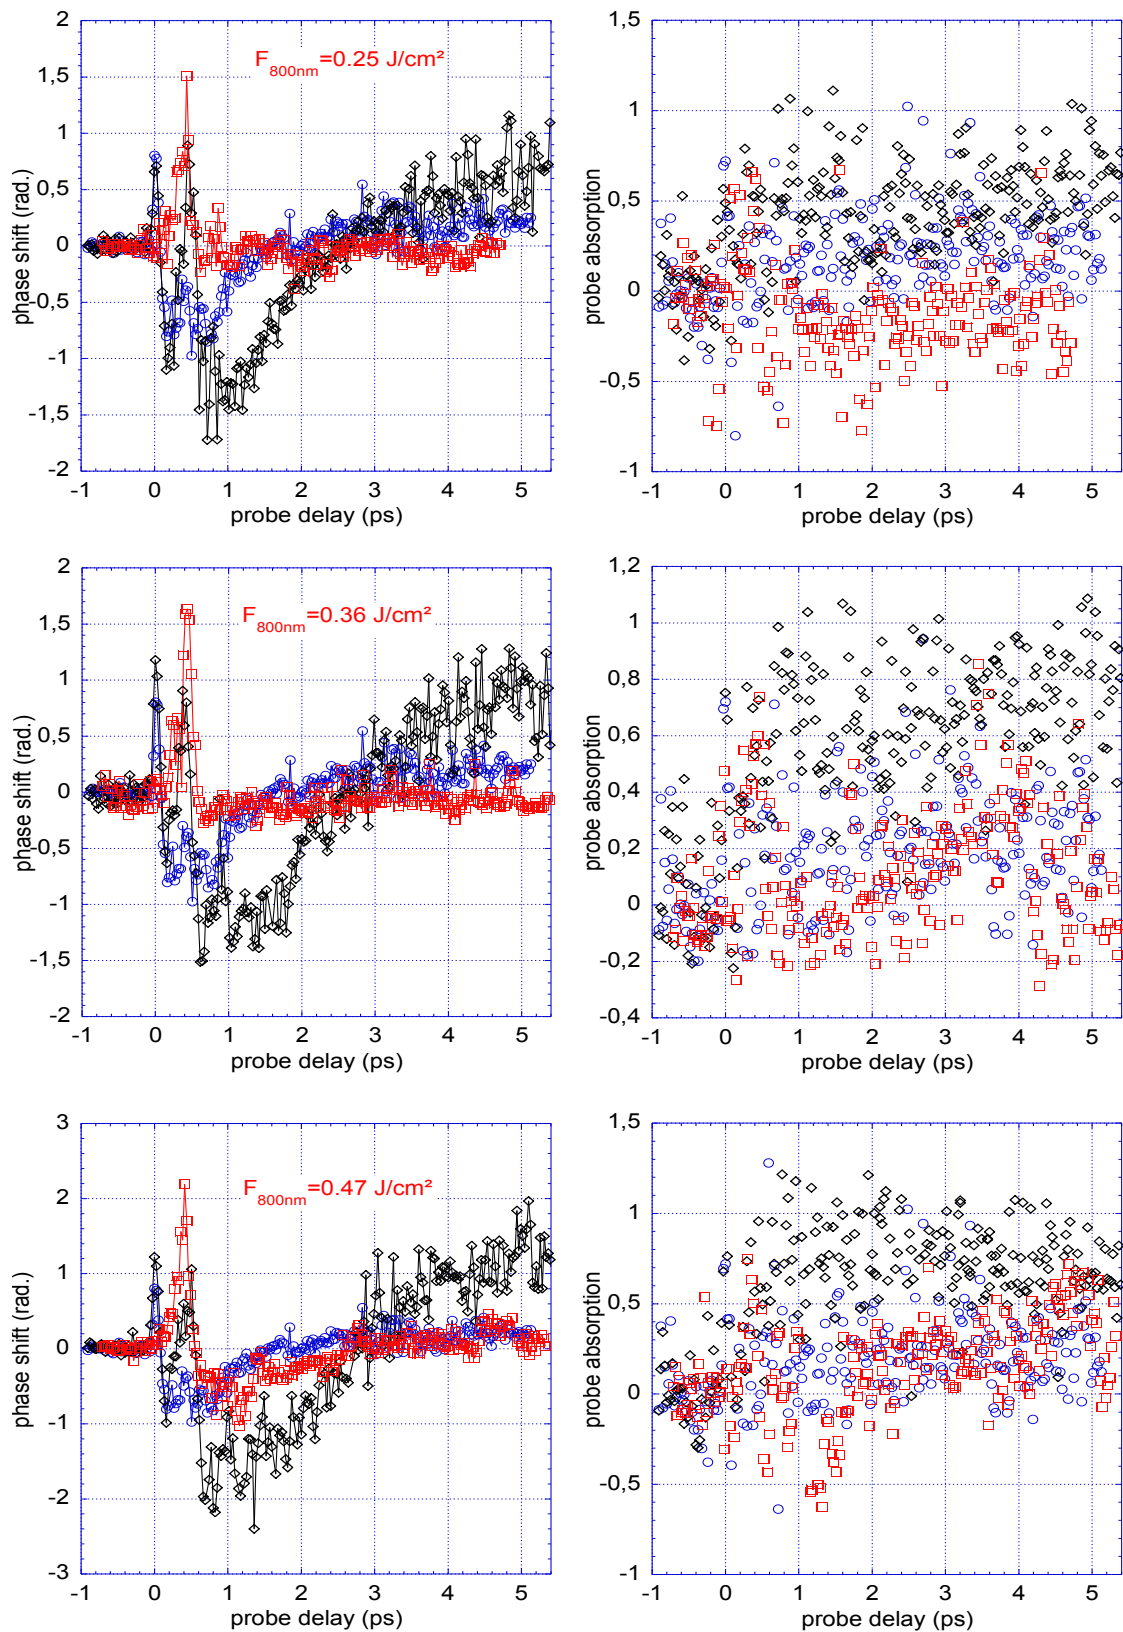 2
1,5
1
0,5
0
-0,5
-1
-1,5
-2
phase shift (rad.)
F800nm=0.25 J/cm²
-1 0 1 2 3 4 5
probe delay (ps)
1,5
1
0,5
0
-0,5
-1
probe absorption
-1 0 1 2 3 4 5
probe delay (ps)
2
1,5
1
0,5
0
-0,5
-1
-1,5
-2
phase shift (rad.)
F800nm=0.36 J/cm²
-1 0 1 2 3 4 5
probe delay (ps)
1,2
1
0,8
0,6
0,4
0,2
0
-0,2
-0,4
probe absorption
-1 0 1 2 3 4 5
probe delay (ps)
3
2
1
0
-1
-2
-3
phase shift (rad.)
F800nm=0.47 J/cm²
-1 0 1 2 3 4 5
probe delay (ps)
1,5
1
0,5
0
-0,5
-1
probe absorption
-1 0 1 2 3 4 5
probe delay (ps)